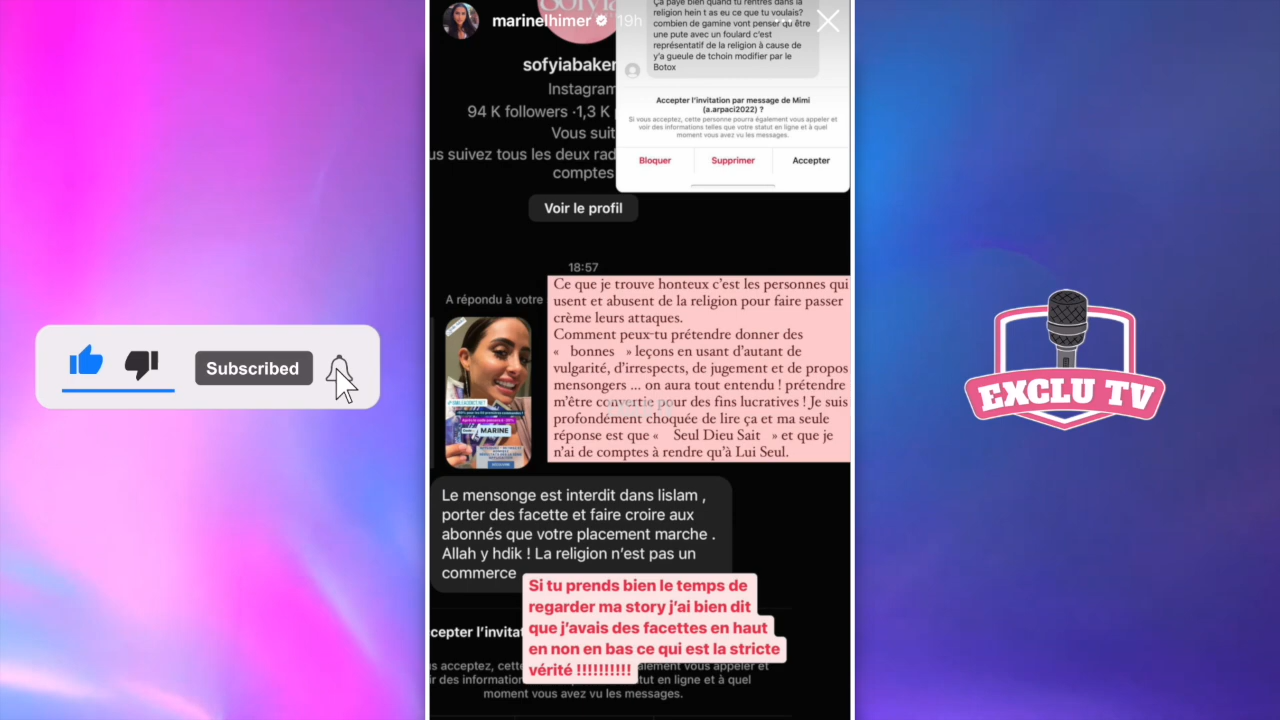 marinelhimer 19h
Ça paye bien quand tu rentres dans la
religion hein t as eu ce que tu voulais?
combien de gamine vont penser qu'être
une pute avec un foulard c'est
représentatif de la religion à cause de
y'a gueule de tchoin modifier par le
Botox
Accepter l'invitation par message de Mimi
(a.arpaci2022) ?
Si vous acceptez, cette personne pourra également vous appeler et
voir des informations telles que votre statut en ligne et à quel
moment vous avez vu les messages.
Bloquer
Supprimer
Accepter
sofyiabaker
Instagram
94 K followers · 1,3 K
Vous suit
us suivez tous les deux rad
comptes
Voir le profil
18:57
A répondu à votre
Ce que je trouve honteux c'est les personnes qui
usent et abusent de la religion pour faire passer
crème leurs attaques.
Comment peux-tu prétendre donner des
« bonnes » leçons en usant d'autant de
vulgarité, d'irrespects, de jugement et de propos
mensongers ... on aura tout entendu ! prétendre
m'être convertie pour des fins lucratives ! Je suis
profondément choquée de lire ça et ma seule
réponse est que « Seul Dieu Sait » et que je
n'ai de comptes à rendre qu'à Lui Seul.
MARINE
Le mensonge est interdit dans lislam ,
porter des facette et faire croire aux
abonnés que votre placement marche .
Allah y hdik ! La religion n'est pas un
commerce
Si tu prends bien le temps de
regarder ma story j'ai bien dit
que j'avais des facettes en haut
en non en bas ce qui est la stricte
vérité !!!!!!!!!!
cepter l'invitat
s acceptez, cett
alement vous appeler et
ir des information
tatut en ligne et à quel
moment vous avez vu les messages.
Subscribed
EXCLU TV